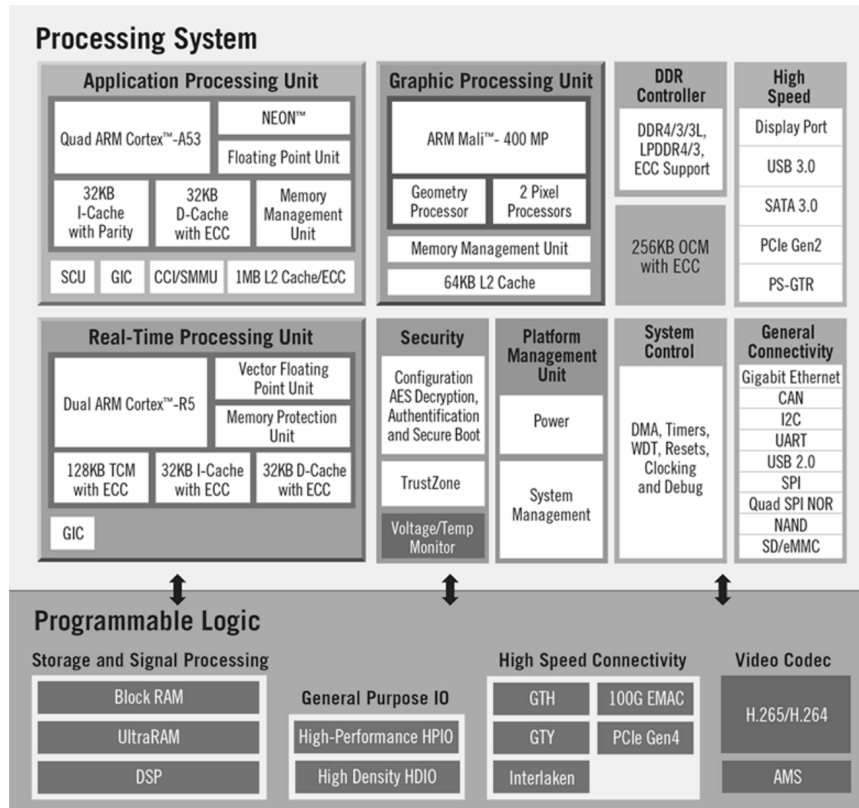 Processing System
Application Processing Unit
Quad ARM Cortex™-A53
NEON™
Floating Point Unit
32KB
I-Cache
with Parity
32KB
D-Cache
with ECC
Memory
Management
Unit
SCU
GIC
CCI/SMMU
1MB L2 Cache/ECC
Graphic Processing Unit
ARM Mali™- 400 MP
Geometry
Processor
2 Pixel
Processors
Memory Management Unit
64KB L2 Cache
DDR
Controller
DDR4/3/3L,
LPDDR4/3,
ECC Support
256KB OCM
with ECC
High
Speed
Display Port
USB 3.0
SATA 3.0
PCIe Gen2
PS-GTR
Real-Time Processing Unit
Dual ARM Cortex™-R5
Vector Floating
Point Unit
Memory Protection
Unit
128KB TCM
with ECC
32KB I-Cache
with ECC
32KB D-Cache
with ECC
GIC
Security
Configuration
AES Decryption,
Authentification
and Secure Boot
TrustZone
Voltage/Temp
Monitor
Platform
Management
Unit
Power
System
Management
System
Control
DMA, Timers,
WDT, Resets,
Clocking
and Debug
General
Connectivity
Gigabit Ethernet
CAN
I2C
UART
USB 2.0
SPI
Quad SPI NOR
NAND
SD/eMMC
Programmable Logic
Storage and Signal Processing
Block RAM
UltraRAM
DSP
General Purpose IO
High-Performance HPIO
High Density HDIO
High Speed Connectivity
GTH
100G EMAC
GTY
PCIe Gen4
Interlaken
Video Codec
H.265/H.264
AMS